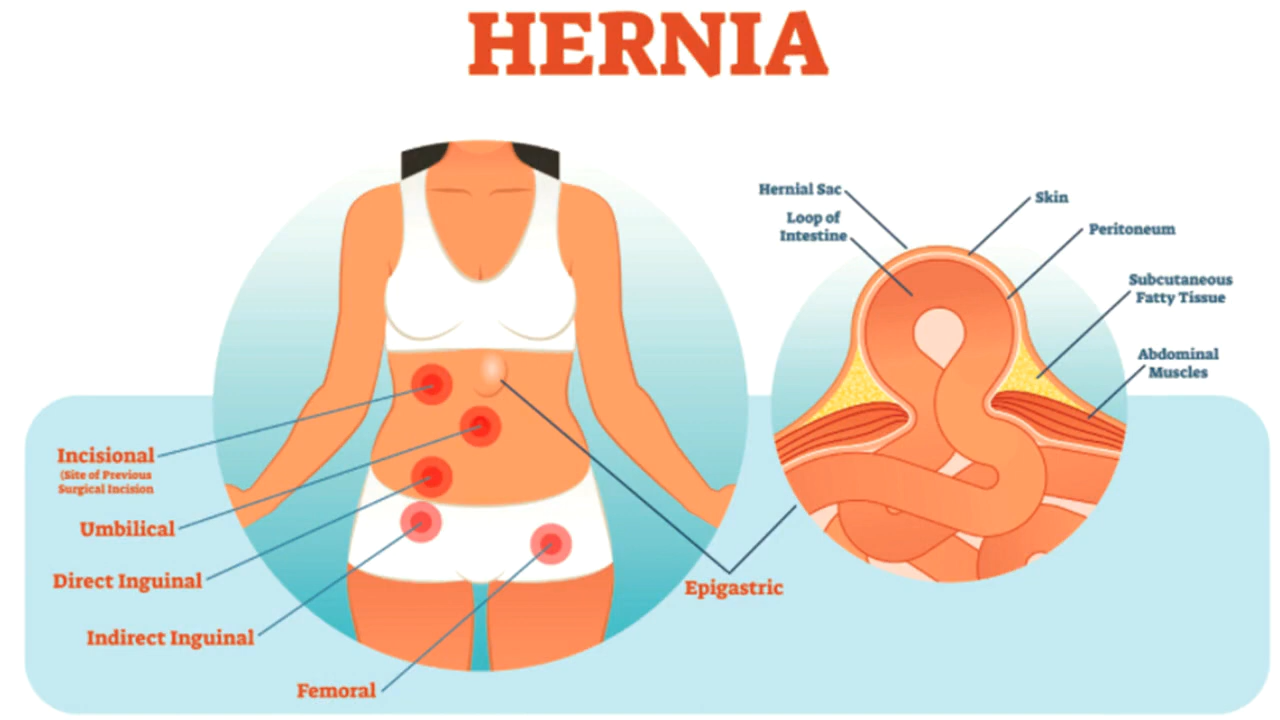 HERNIA
Hernial Sac
Skin
Loop of
Intestine
Peritoneum
Subcutaneous
Fatty Tissue
Abdominal
Muscles
Incisional
(Site of Previous
Surgical Incision
Umbilical
Direct Inguinal
Epigastric
Indirect Inguinal
Femoral